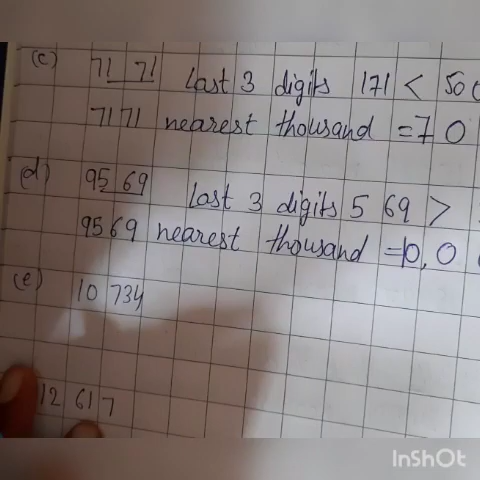 (c) 71 71 Last 3 digits 171 < 500
7171 nearest thousand = 7 0
(d) 95 69 Last 3 digits 5 69 >
9569 nearest thousand = 10,0
(e) 10 734
12 617
InShOt